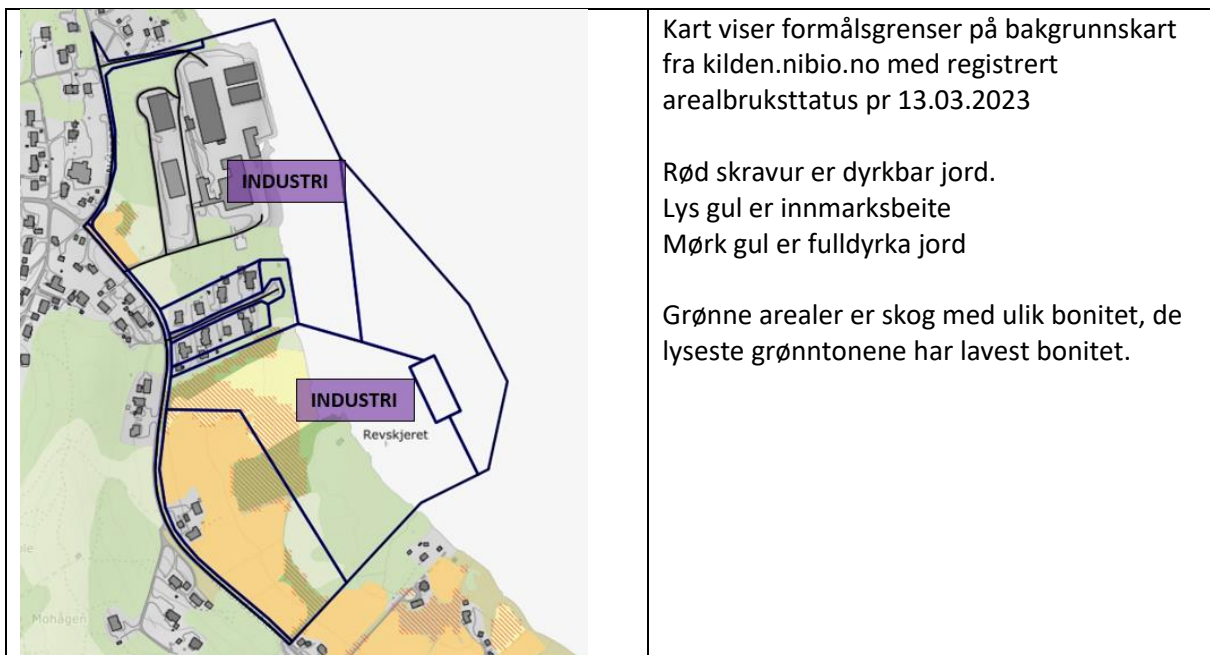 INDUSTRI
INDUSTRI
Revskjeret
Mohågen
Kart viser formålsgrenser på bakgrunnskart
fra kilden.nibio.no med registrert
arealbruksttatus pr 13.03.2023
Rød skravur er dyrkbar jord.
Lys gul er innmarksbeite
Mørk gul er fulldyrka jord
Grønne arealer er skog med ulik bonitet, de
lyseste grønntonene har lavest bonitet.